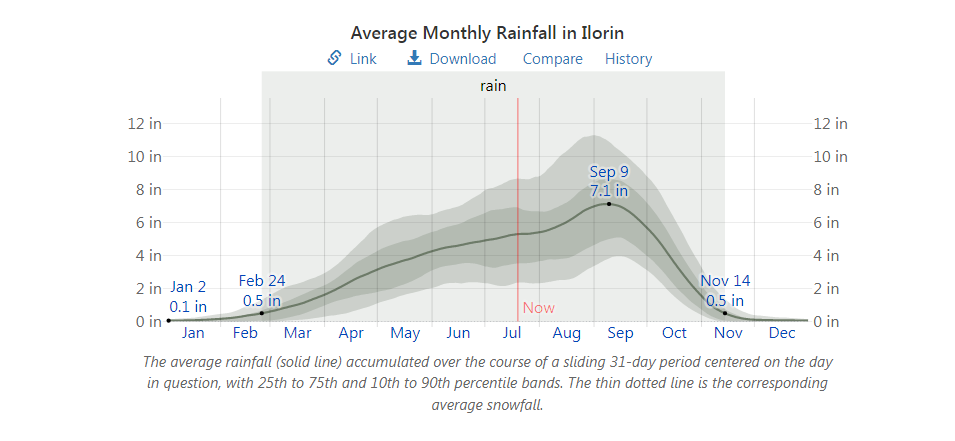 Average Monthly Rainfall in Ilorin
Link Download Compare History
rain
12 in 12 in
10 in 10 in
8 in 8 in
Sep 9
7.1 in
6 in 6 in
4 in 4 in
2 in 2 in
Jan 2
0.1 in
Feb 24
0.5 in
Nov 14
0.5 in
Now
0 in 0 in
Jan Feb Mar Apr May Jun Jul Aug Sep Oct Nov Dec
The average rainfall (solid line) accumulated over the course of a sliding 31-day period centered on the day
in question, with 25th to 75th and 10th to 90th percentile bands. The thin dotted line is the corresponding
average snowfall.